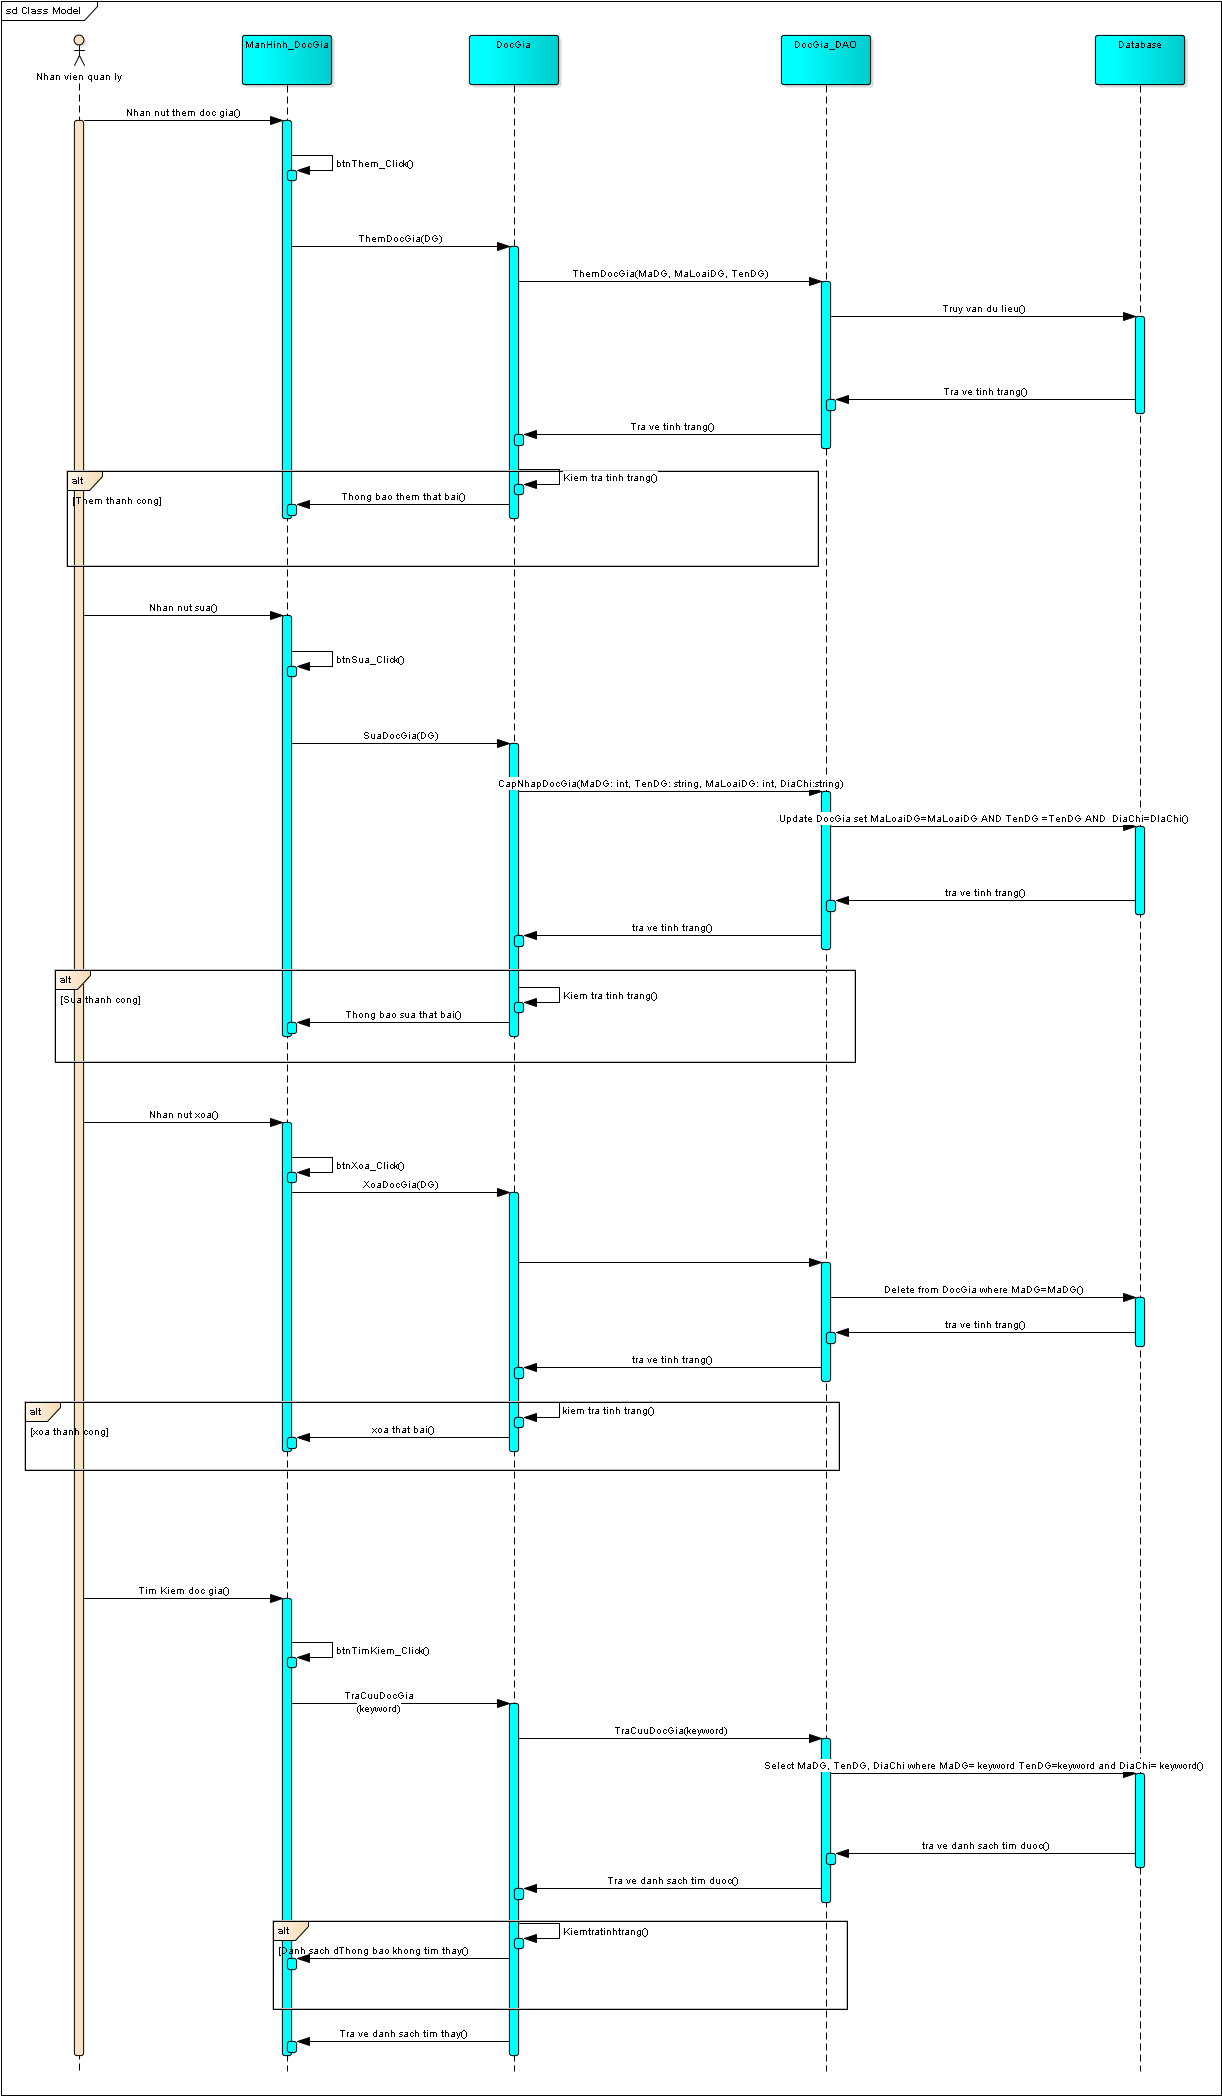 sd Class Model
Nhan vien quan ly
ManHinh_DocGia
DocGia
DocGia_DAO
Database
Nhan nut them doc gia()
btnThem_Click()
ThemDocGia(DG)
ThemDocGia(MaDG, MaLoaiDG, TenDG)
Truy van du lieu()
Tra ve tinh trang()
Tra ve tinh trang()
alt
Kiem tra tinh trang()
[Them thanh cong]
Thong bao them that bai()
Nhan nut sua()
btnSua_Click()
SuaDocGia(DG)
CapNhapDocGia(MaDG: int, TenDG: string, MaLoaiDG: int, DiaChi:string)
Update DocGia set MaLoaiDG=MaLoaiDG AND TenDG =TenDG AND  DiaChi=DIaChi()
tra ve tinh trang()
tra ve tinh trang()
alt
[Sua thanh cong]
Kiem tra tinh trang()
Thong bao sua that bai()
Nhan nut xoa()
btnXoa_Click()
XoaDocGia(DG)
Delete from DocGia where MaDG=MaDG()
tra ve tinh trang()
tra ve tinh trang()
alt
kiem tra tinh trang()
[xoa thanh cong]
xoa that bai()
Tim Kiem doc gia()
btnTimKiem_Click()
TraCuuDocGia
(keyword)
TraCuuDocGia(keyword)
Select MaDG, TenDG, DiaChi where MaDG= keyword TenDG=keyword and DiaChi= keyword()
tra ve danh sach tim duoc()
Tra ve danh sach tim duoc()
alt
Kiemtratinhtrang()
[Danh sach
Thong bao khong tim thay()
Tra ve danh sach tim thay()